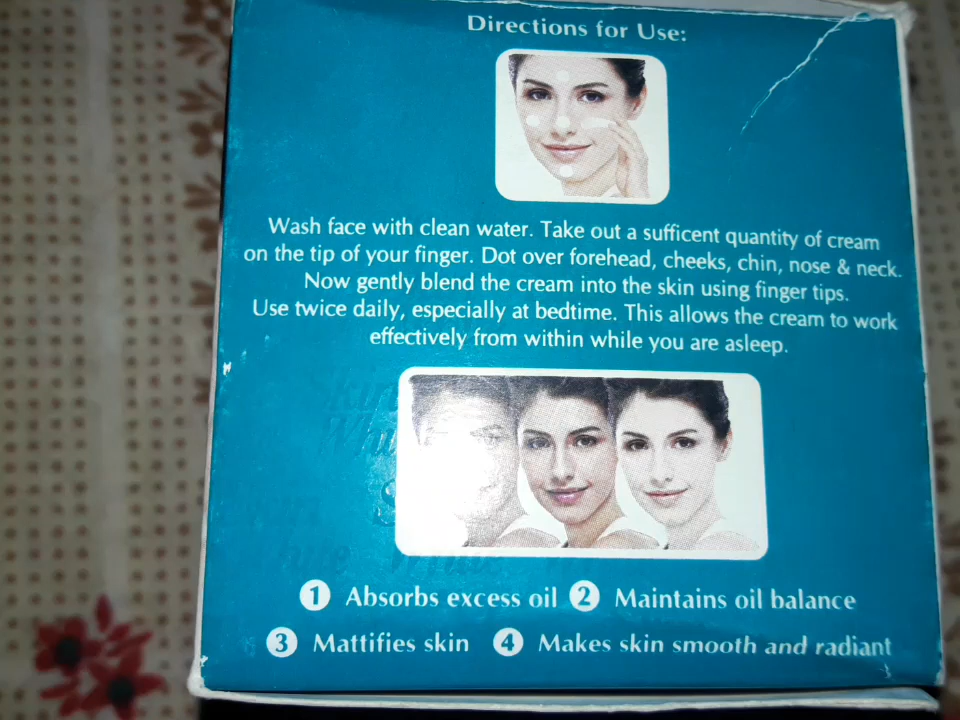 Directions for Use:
Wash face with clean water. Take out a sufficent quantity of cream
on the tip of your finger. Dot over forehead, cheeks, chin, nose & neck.
Now gently blend the cream into the skin using finger tips.
Use twice daily, especially at bedtime. This allows the cream to work
effectively from within while you are asleep.
1 Absorbs excess oil 2 Maintains oil balance
3 Mattifies skin 4 Makes skin smooth and radiant